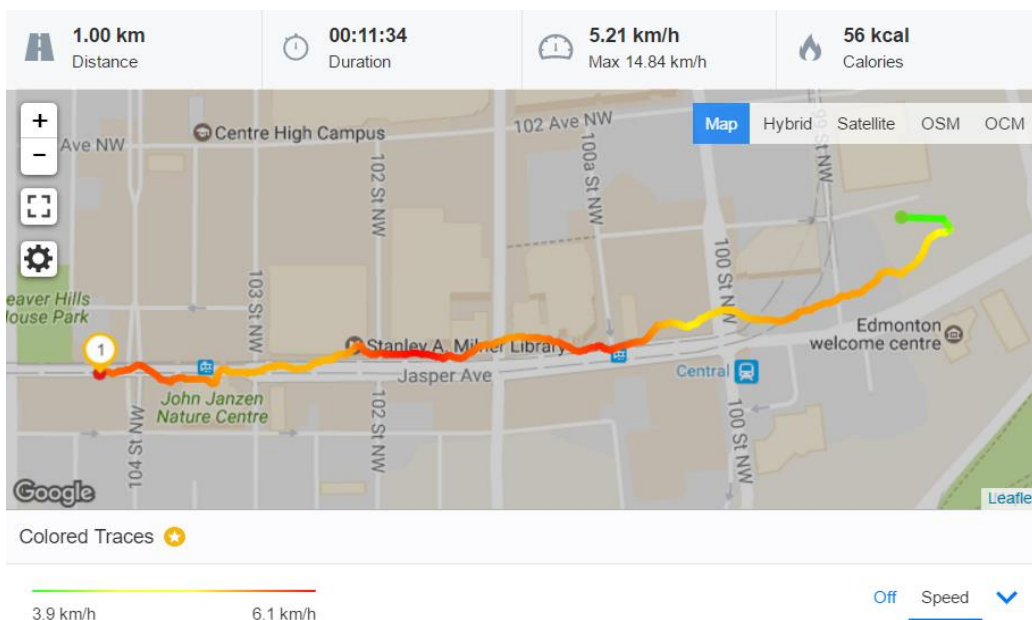 1.00 km
Distance
00:11:34
Duration
5.21 km/h
Max 14.84 km/h
56 kcal
Calories
+
−
Ave NW
Centre High Campus
102 Ave NW
Map
Hybrid
Satellite
OSM
OCM
102 St NW
100a St NW
99 St NW
103 St NW
100 St NW
eaver Hills
House Park
1
Stanley A. Milner Library
Edmonton
welcome centre
Jasper Ave
Central
John Janzen
Nature Centre
104 St NW
102 St NW
100 St NW
Google
Leafle
Colored Traces
3.9 km/h
6.1 km/h
Off
Speed